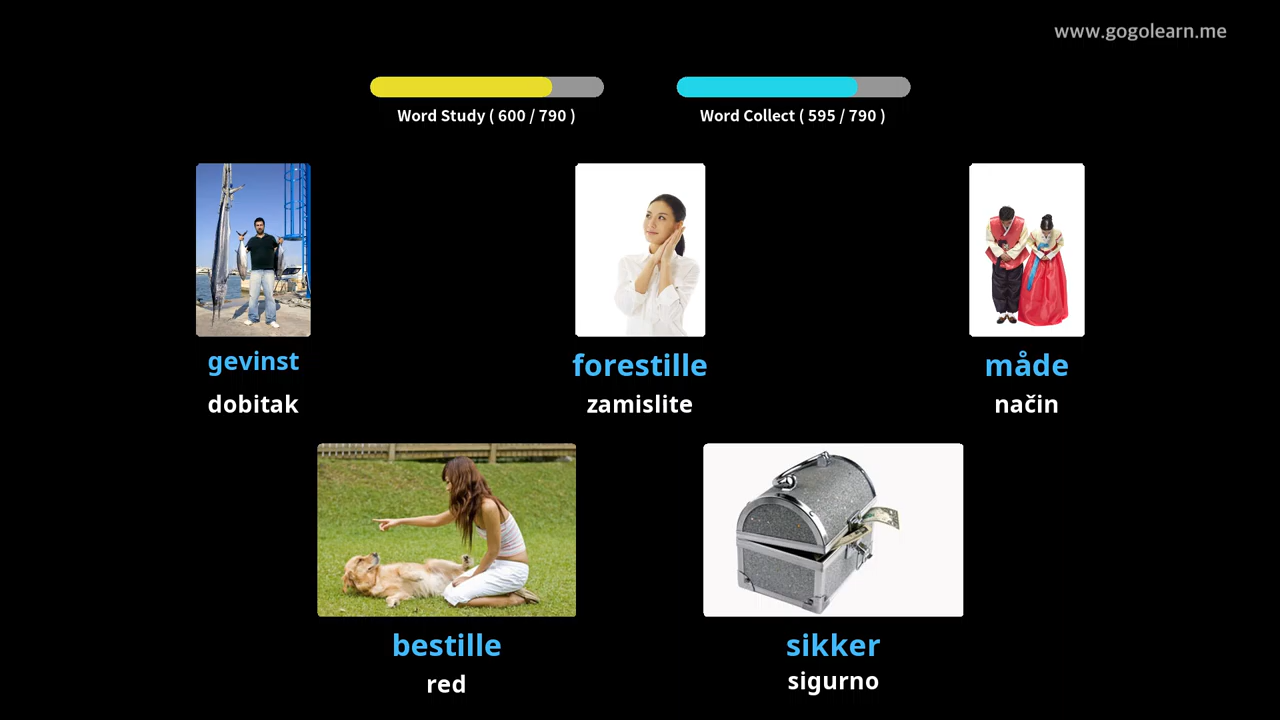 www.gogolearn.me
Word Study ( 600 / 790 )
Word Collect ( 595 / 790 )
gevinst
dobitak
forestille
zamislite
måde
način
bestille
red
sikker
sigurno